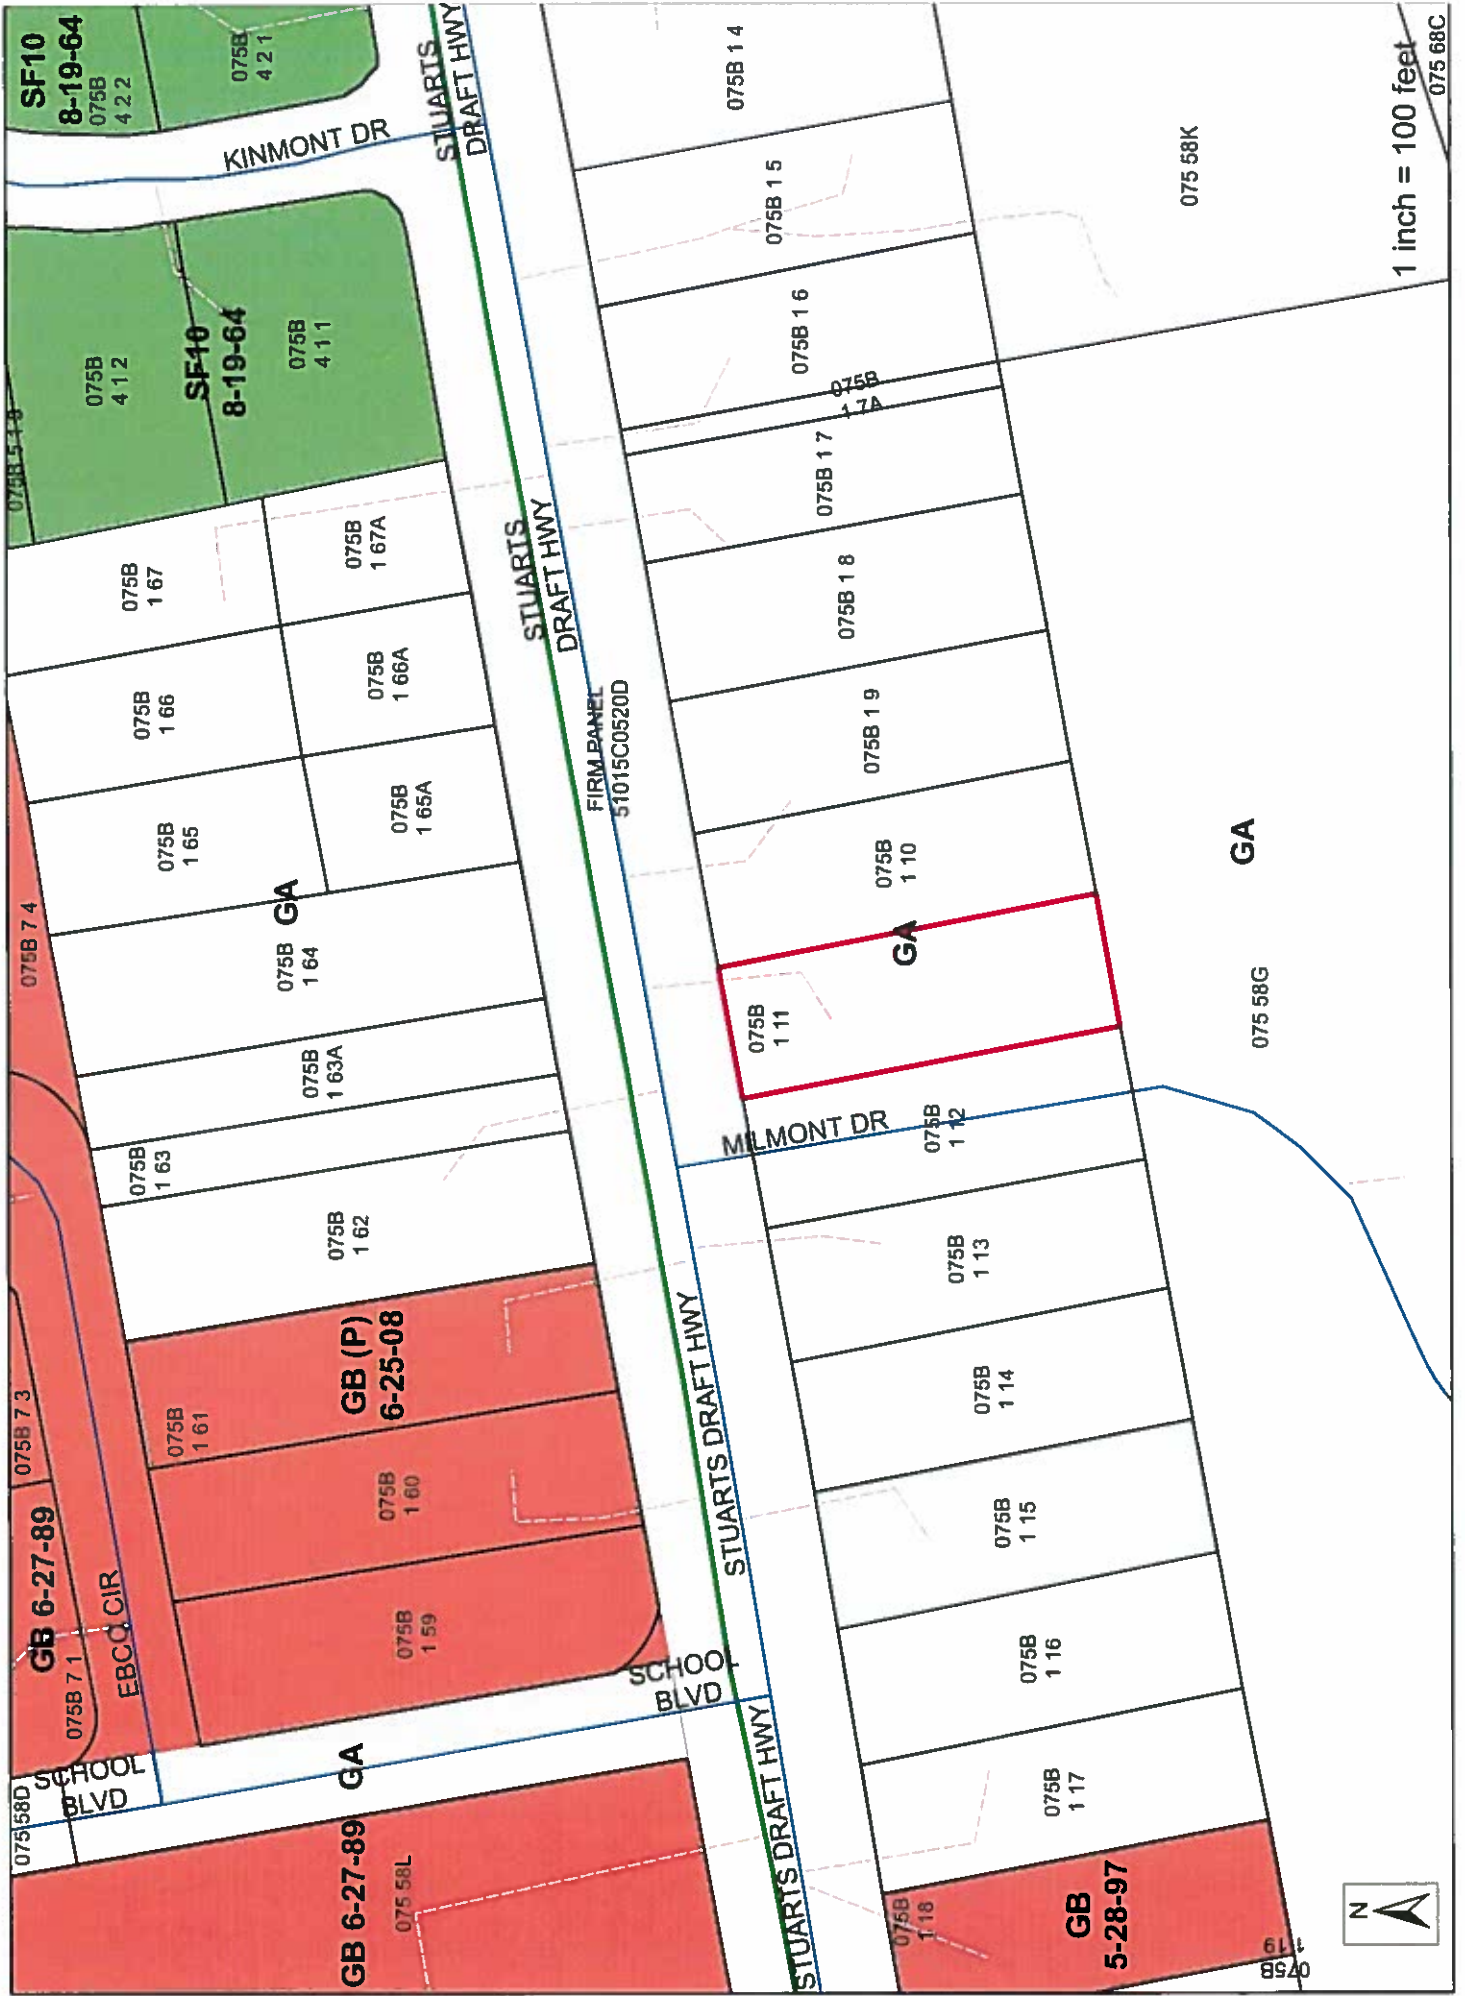 SF10
8-19-64
075B
4 2 2
075B
4 2 1
KINMONT DR
STUARTS
DRAFT HWY
STUARTS
DRAFT HWY
075B 1 4
075B 1 5
075 58K
1 inch = 100 feet
075 68C
075B 5 1 9
075B
4 1 2
SF10
8-19-64
075B
4 1 1
075B 1 6
075B
1 7A
075B 1 7
075B
1 67
075B
1 67A
STUARTS
DRAFT HWY
075B 1 8
075B
1 66
075B
1 66A
FIRM PANEL
51015C0520D
075B 1 9
075B
1 65
075B
1 65A
075B
1 10
GA
075B 7 4
GA
075B
1 64
GA
075B
1 11
075 58G
075B
1 63A
075B
1 63
MILMONT DR
075B
1 12
075B
1 62
075B
1 13
075B 7 3
075B
1 61
GB (P)
6-25-08
STUARTS DRAFT HWY
075B
1 14
GB 6-27-89
075B
1 60
075B
1 15
EBCO CIR
075B 7 1
075B
1 59
SCHOOL
BLVD
075B
1 16
075 58D
SCHOOL
BLVD
GA
075B
1 17
GB 6-27-89
075 58L
STUARTS DRAFT HWY
075B
1 18
GB
5-28-97
075B
1 19
N